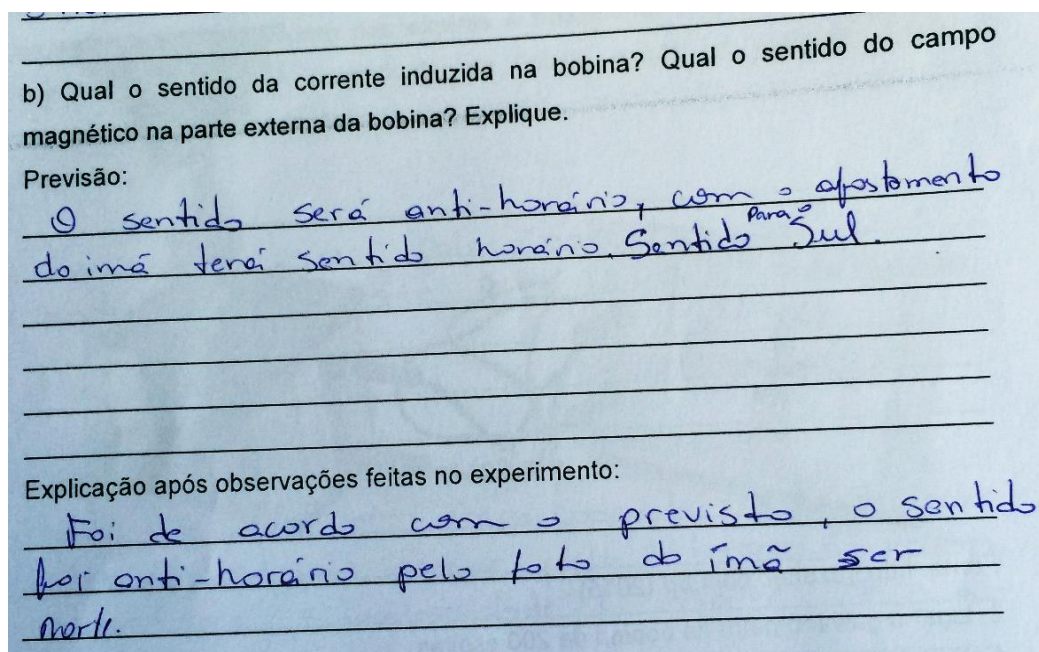 b) Qual o sentido da corrente induzida na bobina? Qual o sentido do campo
magnético na parte externa da bobina? Explique.
Previsão:
O sentido será anti-horário, com o afastamento
do imã terá sentido horário. Sentido para o Sul.
Explicação após observações feitas no experimento:
Foi de acordo com o previsto, o sentido
foi anti-horário pelo fato do ímã ser
norte.